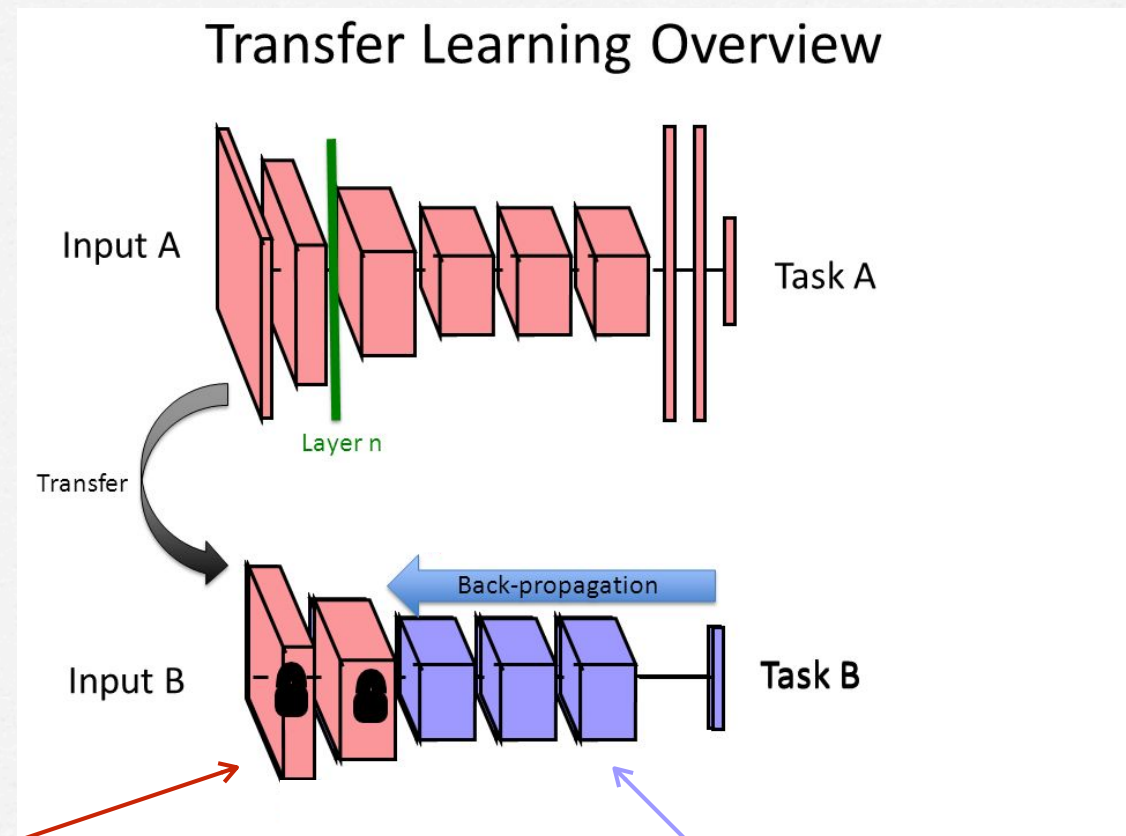 Transfer Learning Overview
Input A
Task A
Layer n
Transfer
Back-propagation
Input B
Task B